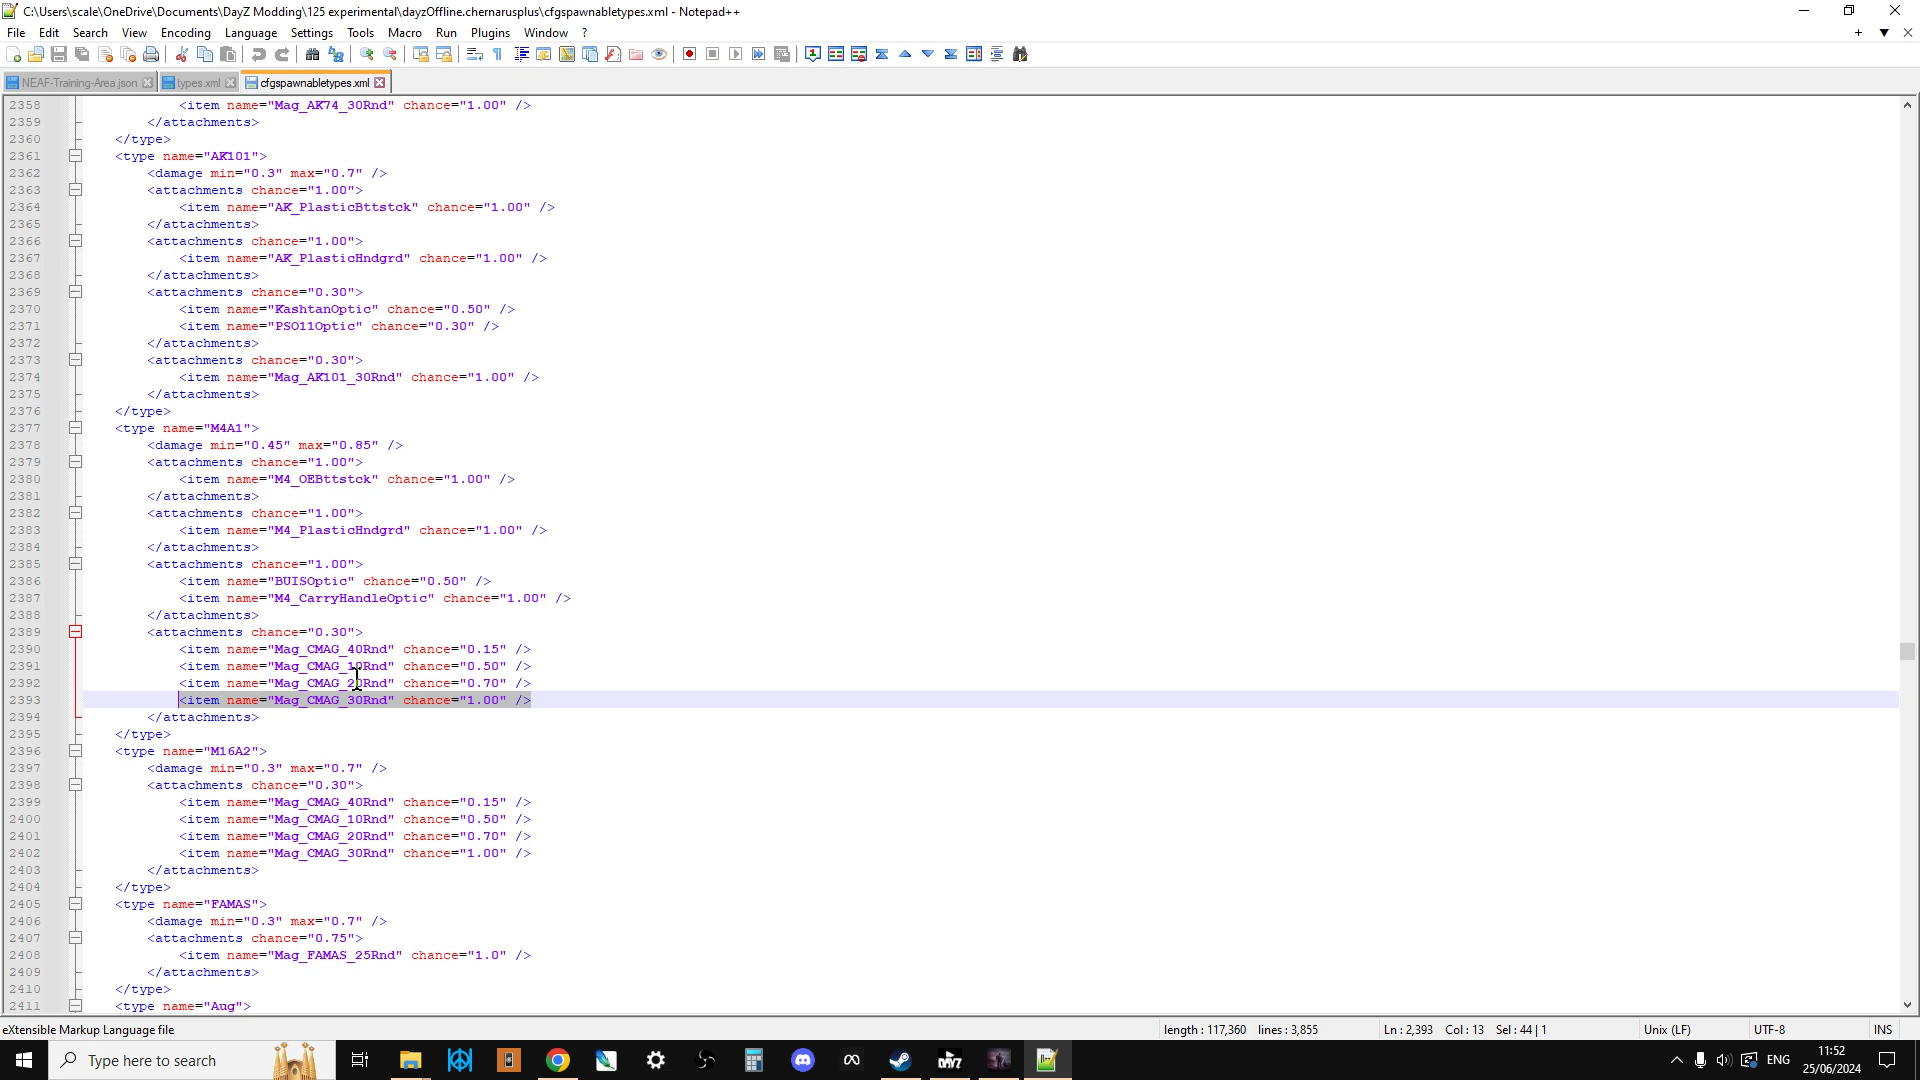 C:\Users\scale\OneDrive\Documents\DayZ Modding\125 experimental\dayzOffline.chernarusplus\cfgspawnabletypes.xml - Notepad++
File Edit Search View Encoding Language Settings Tools Macro Run Plugins Window ?
NEAF-Training-Area.json types.xml cfgspawnabletypes.xml
2358 <item name="Mag_AK74_30Rnd" chance="1.00" />
2359 </attachments>
2360 </type>
2361 <type name="AK101">
2362 <damage min="0.3" max="0.7" />
2363 <attachments chance="1.00">
2364 <item name="AK_PlasticBttstck" chance="1.00" />
2365 </attachments>
2366 <attachments chance="1.00">
2367 <item name="AK_PlasticHndgrd" chance="1.00" />
2368 </attachments>
2369 <attachments chance="0.30">
2370 <item name="KashtanOptic" chance="0.50" />
2371 <item name="PSO11Optic" chance="0.30" />
2372 </attachments>
2373 <attachments chance="0.30">
2374 <item name="Mag_AK101_30Rnd" chance="1.00" />
2375 </attachments>
2376 </type>
2377 <type name="M4A1">
2378 <damage min="0.45" max="0.85" />
2379 <attachments chance="1.00">
2380 <item name="M4_OEBttstck" chance="1.00" />
2381 </attachments>
2382 <attachments chance="1.00">
2383 <item name="M4_PlasticHndgrd" chance="1.00" />
2384 </attachments>
2385 <attachments chance="1.00">
2386 <item name="BUISOptic" chance="0.50" />
2387 <item name="M4_CarryHandleOptic" chance="1.00" />
2388 </attachments>
2389 <attachments chance="0.30">
2390 <item name="Mag_CMAG_40Rnd" chance="0.15" />
2391 <item name="Mag_CMAG_10Rnd" chance="0.50" />
2392 <item name="Mag_CMAG_20Rnd" chance="0.70" />
2393 <item name="Mag_CMAG_30Rnd" chance="1.00" />
2394 </attachments>
2395 </type>
2396 <type name="M16A2">
2397 <damage min="0.3" max="0.7" />
2398 <attachments chance="0.30">
2399 <item name="Mag_CMAG_40Rnd" chance="0.15" />
2400 <item name="Mag_CMAG_10Rnd" chance="0.50" />
2401 <item name="Mag_CMAG_20Rnd" chance="0.70" />
2402 <item name="Mag_CMAG_30Rnd" chance="1.00" />
2403 </attachments>
2404 </type>
2405 <type name="FAMAS">
2406 <damage min="0.3" max="0.7" />
2407 <attachments chance="0.75">
2408 <item name="Mag_FAMAS_25Rnd" chance="1.0" />
2409 </attachments>
2410 </type>
2411 <type name="Aug">
eXtensible Markup Language file length : 117,360 lines : 3,855 Ln : 2,393 Col : 13 Sel : 44 | 1 Unix (LF) UTF-8 INS
Type here to search DAYZ ENG 11:52
25/06/2024